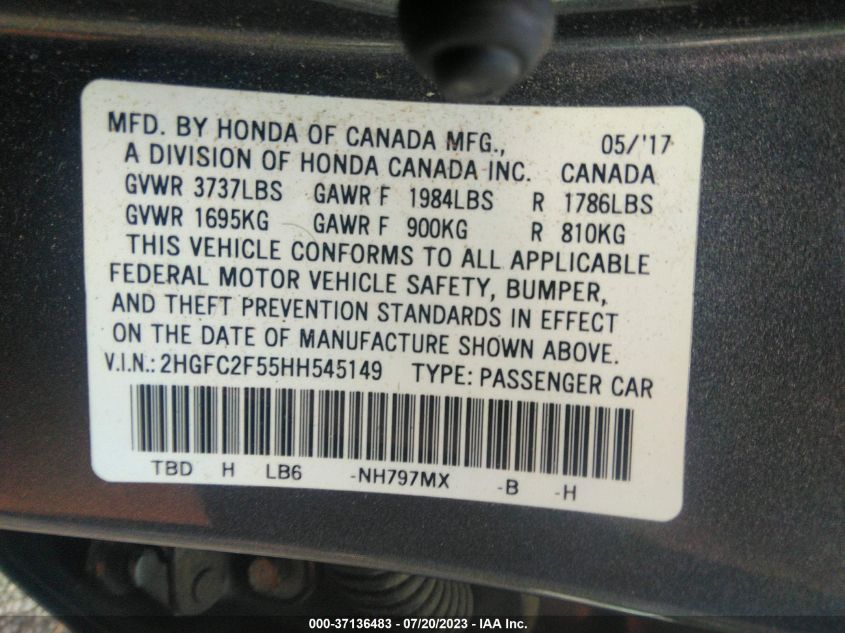 MFD. BY HONDA OF CANADA MFG., 05/'17
A DIVISION OF HONDA CANADA INC. CANADA
GVWR 3737LBS GAWR F 1984LBS R 1786LBS
GVWR 1695KG GAWR F 900KG R 810KG
THIS VEHICLE CONFORMS TO ALL APPLICABLE
FEDERAL MOTOR VEHICLE SAFETY, BUMPER,
AND THEFT PREVENTION STANDARDS IN EFFECT
ON THE DATE OF MANUFACTURE SHOWN ABOVE.
V.I.N.: 2HGFC2F55HH545149 TYPE: PASSENGER CAR
TBD H LB6 -NH797MX -B -H
000-37136483 - 07/20/2023 - IAA Inc.